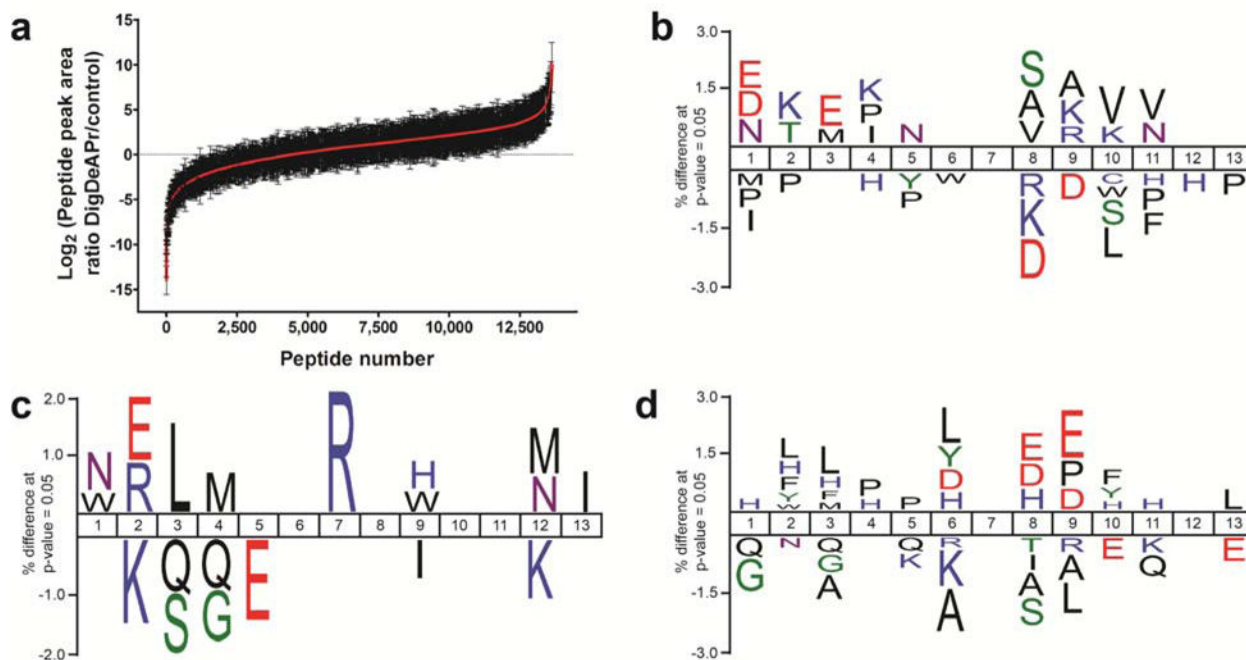 a
Log₂ (Peptide peak area
ratio DigDeAPr/control)
15
10
5
0
-5
-10
-15
0 2,500 5,000 7,500 10,000 12,500
Peptide number
b
% difference at
p-value = 0.05
3.0
1.5
-1.5
-3.0
E K E K S A V V
D T M P N A K K N
N I V R
1 2 3 4 5 6 7 8 9 10 11 12 13
M P H Y W R D C H H P
P P K W P
I D S F
L
c
% difference at
p-value = 0.05
2.0
1.0
-1.0
-2.0
N E L M R H M I
W R W N
1 2 3 4 5 6 7 8 9 10 11 12 13
K Q Q E I K
S G
d
% difference at
p-value = 0.05
3.0
1.5
-1.5
-3.0
H L L P P L E E F H L
H H H Y D P Y
F F D H D H
Y M H
W
1 2 3 4 5 6 7 8 9 10 11 12 13
Q N Q Q R T R E K E
G G K K I A Q
A A A L
S